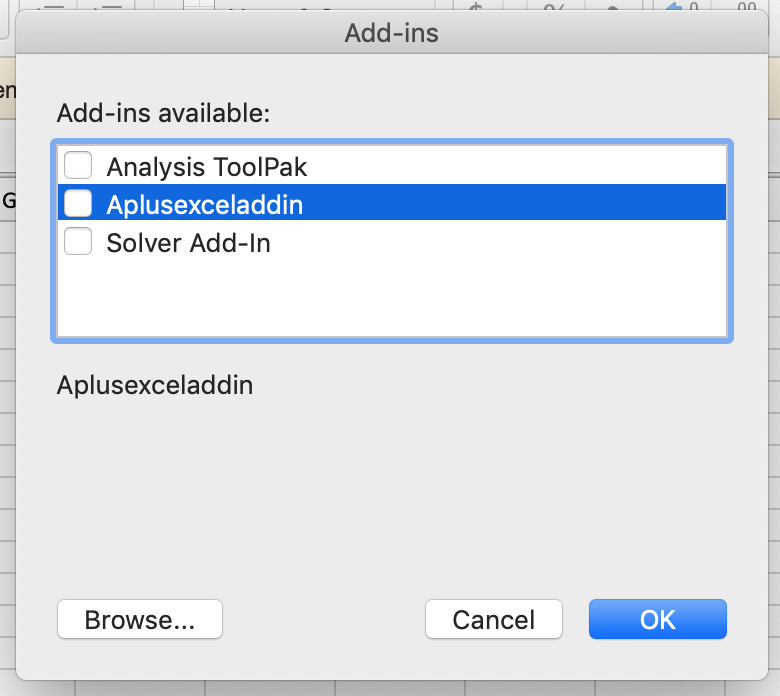 Add-ins
Add-ins available:
Analysis ToolPak
Aplusexceladdin
Solver Add-In
Aplusexceladdin
Browse...
Cancel
OK